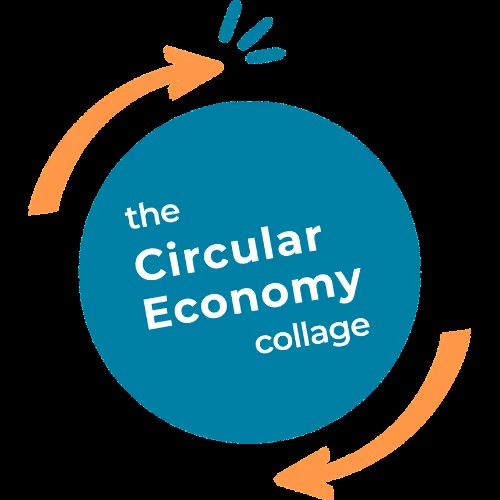 the
Circular
Economy
collage